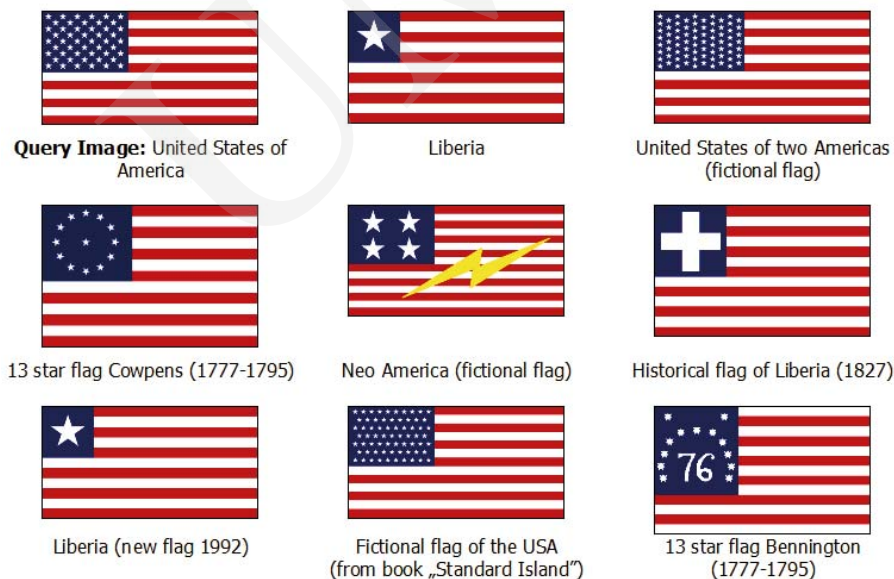 Query Image: United States of
America
Liberia
United States of two Americas
(fictional flag)
13 star flag Cowpens (1777-1795)
Neo America (fictional flag)
Historical flag of Liberia (1827)
76
Liberia (new flag 1992)
Fictional flag of the USA
(from book „Standard Island”)
13 star flag Bennington
(1777-1795)